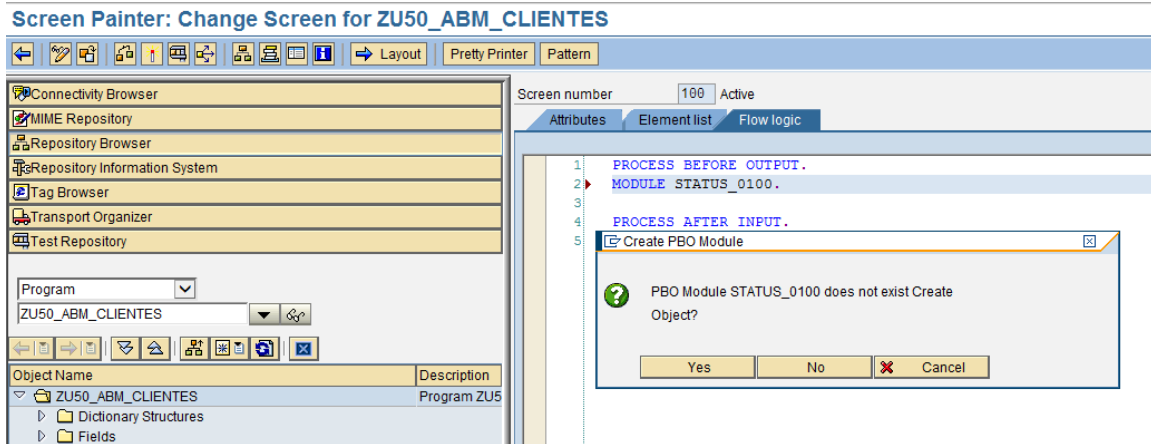 Screen Painter: Change Screen for ZU50_ABM_CLIENTES
Layout Pretty Printer Pattern
Connectivity Browser
MIME Repository
Repository Browser
Repository Information System
Tag Browser
Transport Organizer
Test Repository
Program
ZU50_ABM_CLIENTES
Object Name Description
ZU50_ABM_CLIENTES Program ZU5
Dictionary Structures
Fields
Screen number 100 Active
Attributes Element list Flow logic
1 PROCESS BEFORE OUTPUT.
2 MODULE STATUS_0100.
3
4 PROCESS AFTER INPUT.
5
Create PBO Module
PBO Module STATUS_0100 does not exist Create
Object?
Yes No Cancel